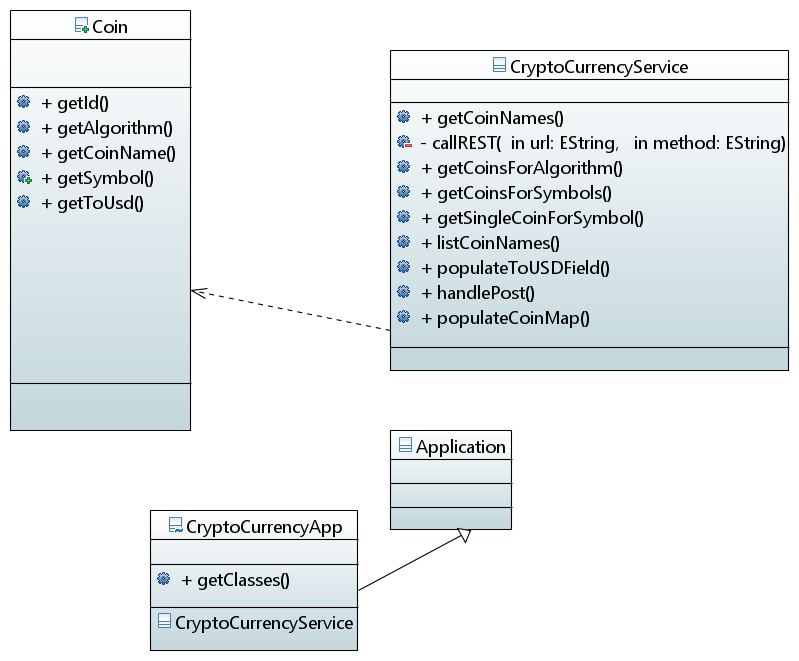 Coin
+ getId()
+ getAlgorithm()
+ getCoinName()
+ getSymbol()
+ getToUsd()
CryptoCurrencyService
+ getCoinNames()
- callREST( in url: EString, in method: EString)
+ getCoinsForAlgorithm()
+ getCoinsForSymbols()
+ getSingleCoinForSymbol()
+ listCoinNames()
+ populateToUSDField()
+ handlePost()
+ populateCoinMap()
Application
CryptoCurrencyApp
+ getClasses()
CryptoCurrencyService